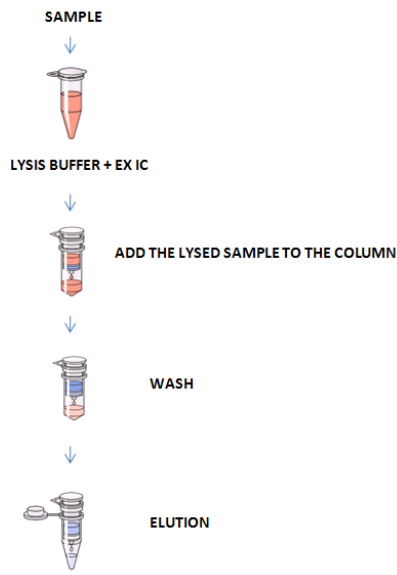 SAMPLE
LYSIS BUFFER + EX IC
ADD THE LYSED SAMPLE TO THE COLUMN
WASH
ELUTION